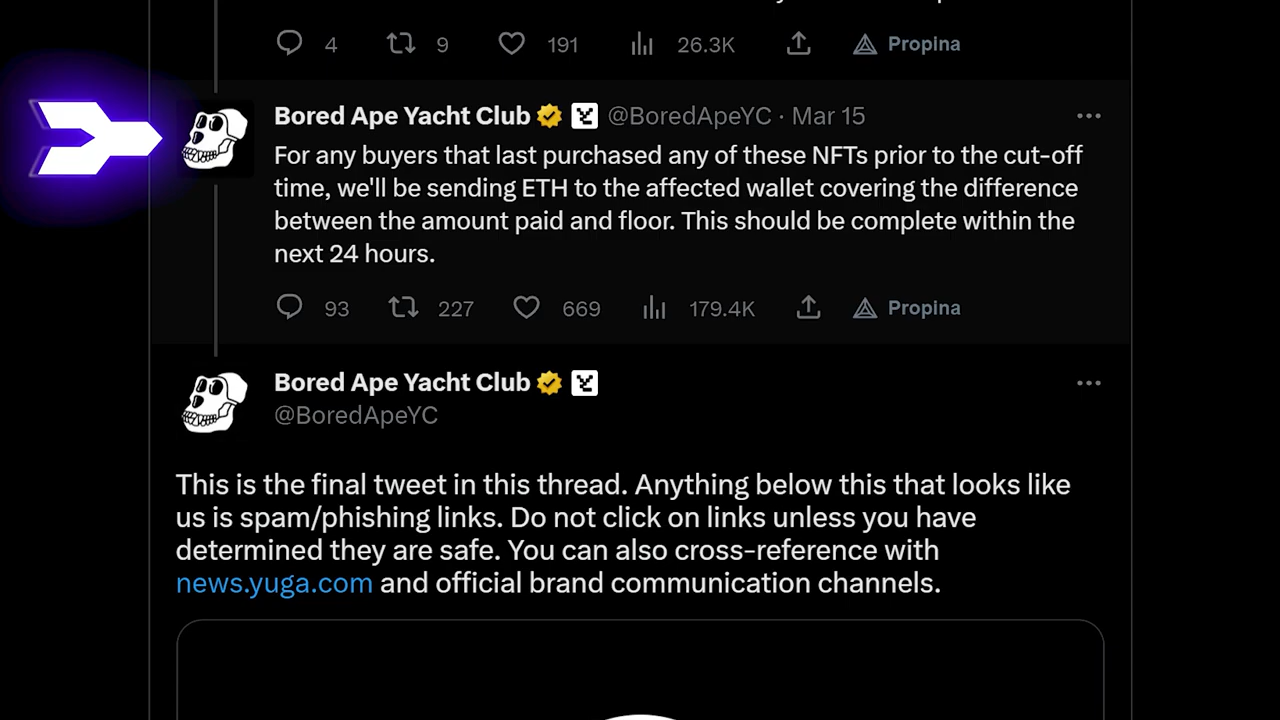 4 9 191 26.3K Propina
Bored Ape Yacht Club @BoredApeYC · Mar 15
For any buyers that last purchased any of these NFTs prior to the cut-off
time, we'll be sending ETH to the affected wallet covering the difference
between the amount paid and floor. This should be complete within the
next 24 hours.
93 227 669 179.4K Propina
Bored Ape Yacht Club
@BoredApeYC
This is the final tweet in this thread. Anything below this that looks like
us is spam/phishing links. Do not click on links unless you have
determined they are safe. You can also cross-reference with
news.yuga.com and official brand communication channels.